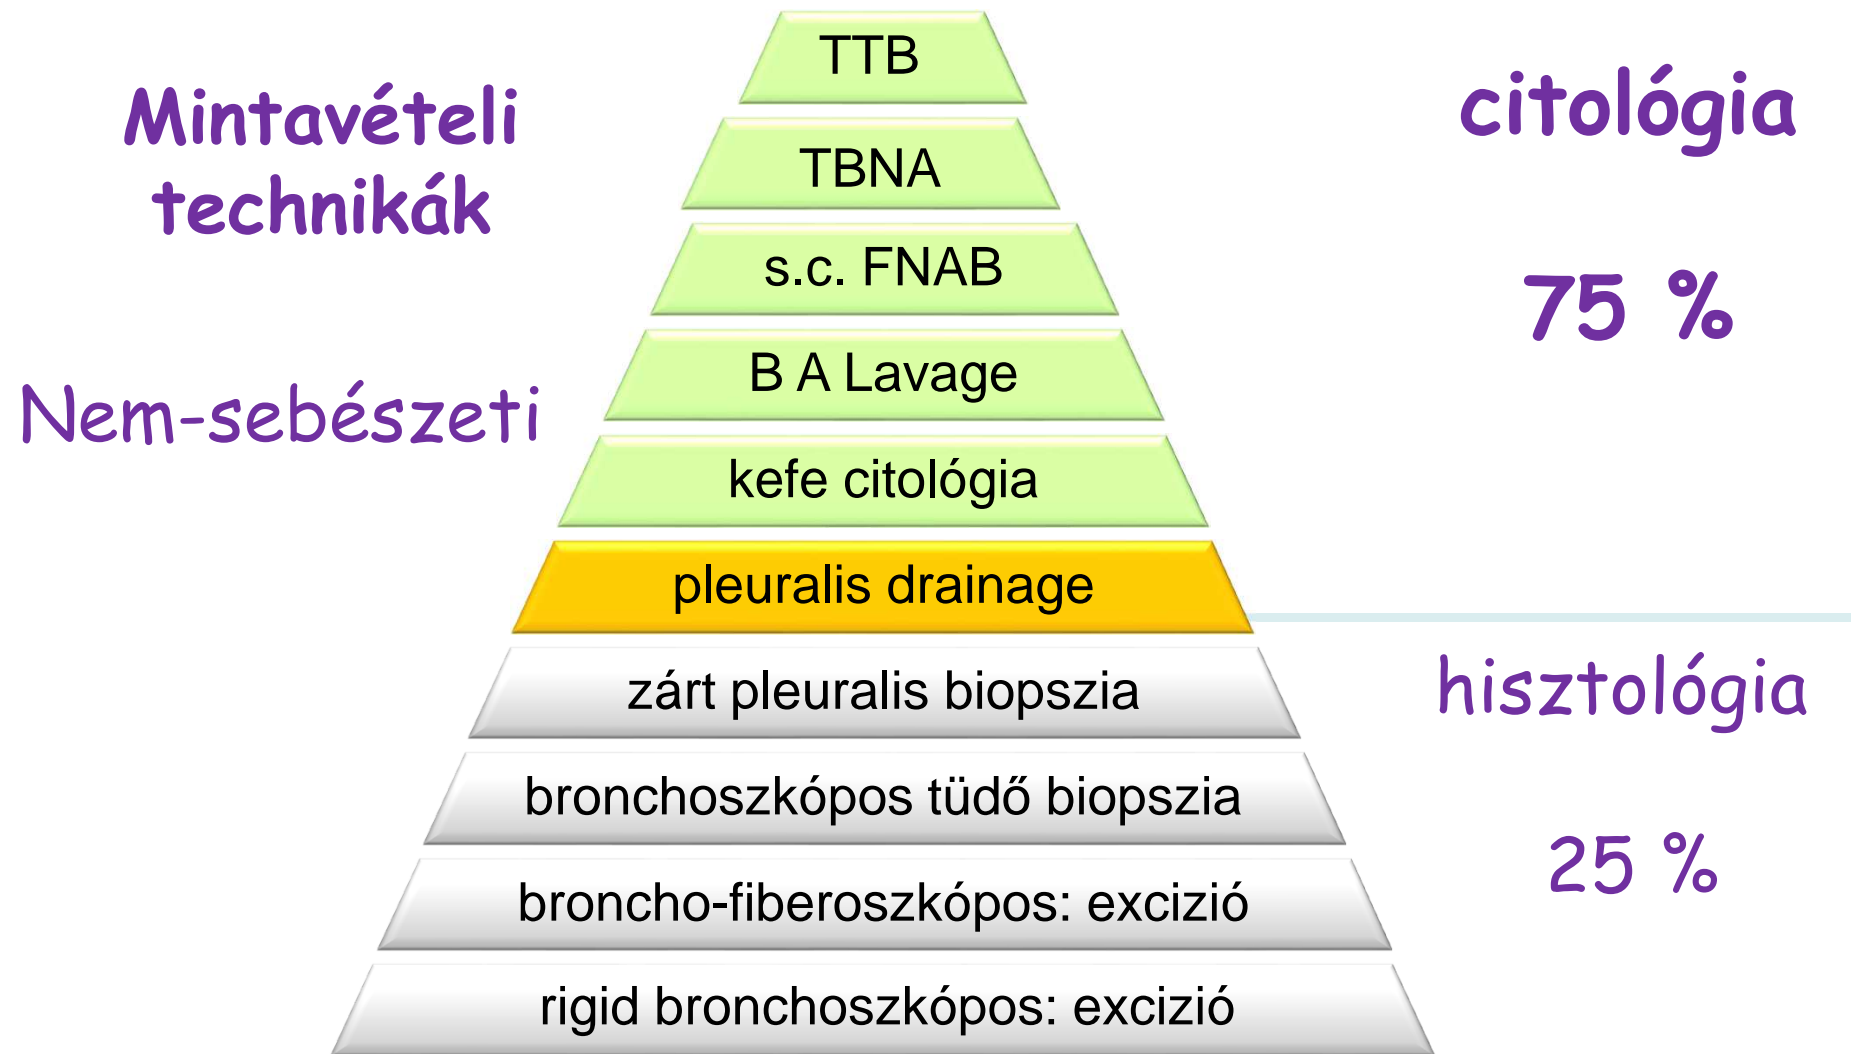 Mintavételi
technikák
Nem-sebészeti
TTB
TBNA
s.c. FNAB
B A Lavage
kefe citológia
pleuralis drainage
zárt pleuralis biopszia
bronchoszkópos tüdő biopszia
broncho-fiberoszkópos: excizió
rigid bronchoszkópos: excizió
citológia
75 %
hisztológia
25 %